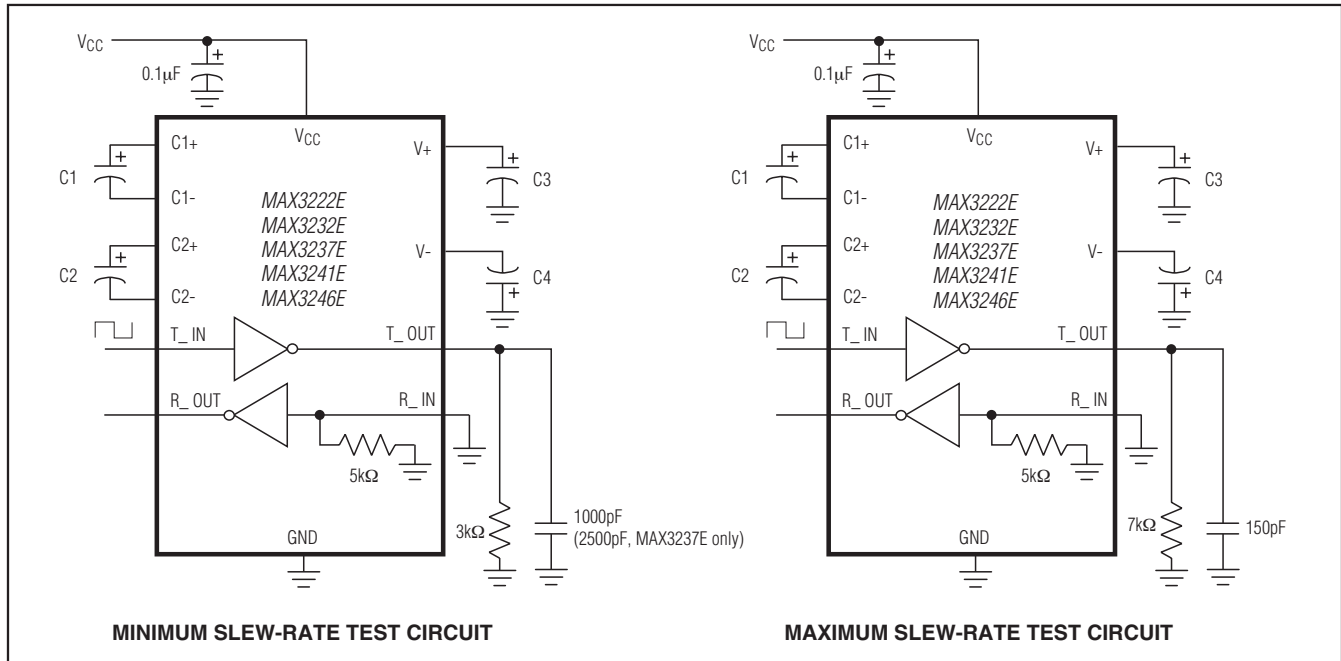 VCC
0.1µF
VCC
C1+
V+
C1
C3
C1-
MAX3222E
MAX3232E
C2+
MAX3237E
V-
C2
MAX3241E
C4
C2-
MAX3246E
T_ IN
T_ OUT
R_ OUT
R_ IN
5kΩ
3kΩ
1000pF
(2500pF, MAX3237E only)
GND
MINIMUM SLEW-RATE TEST CIRCUIT
VCC
0.1µF
VCC
C1+
V+
C1
C3
C1-
MAX3222E
MAX3232E
C2+
MAX3237E
V-
C2
MAX3241E
C4
C2-
MAX3246E
T_ IN
T_ OUT
R_ OUT
R_ IN
5kΩ
7kΩ
150pF
GND
MAXIMUM SLEW-RATE TEST CIRCUIT